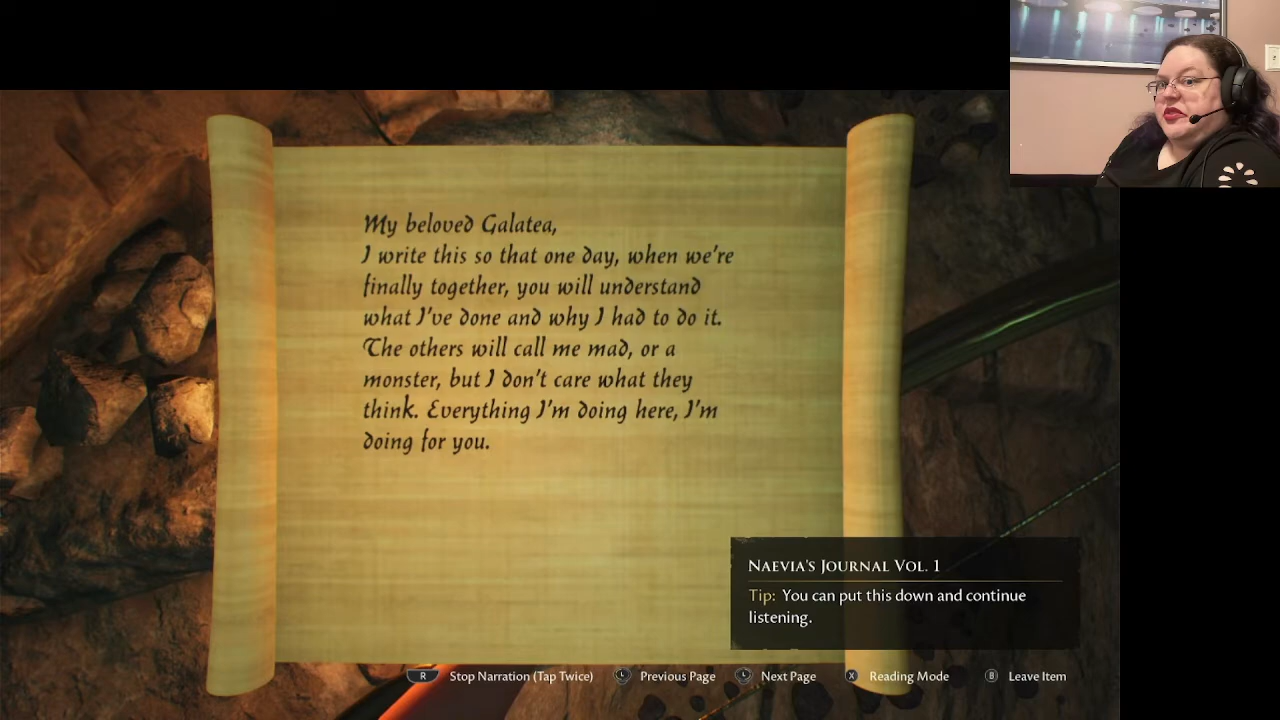 My beloved Galatea,
I write this so that one day, when we're
finally together, you will understand
what I've done and why I had to do it.
The others will call me mad, or a
monster, but I don't care what they
think. Everything I'm doing here, I'm
doing for you.
Naevia's Journal Vol. 1
Tip: You can put this down and continue
listening.
R Stop Narration (Tap Twice) L Previous Page L Next Page X Reading Mode B Leave Item